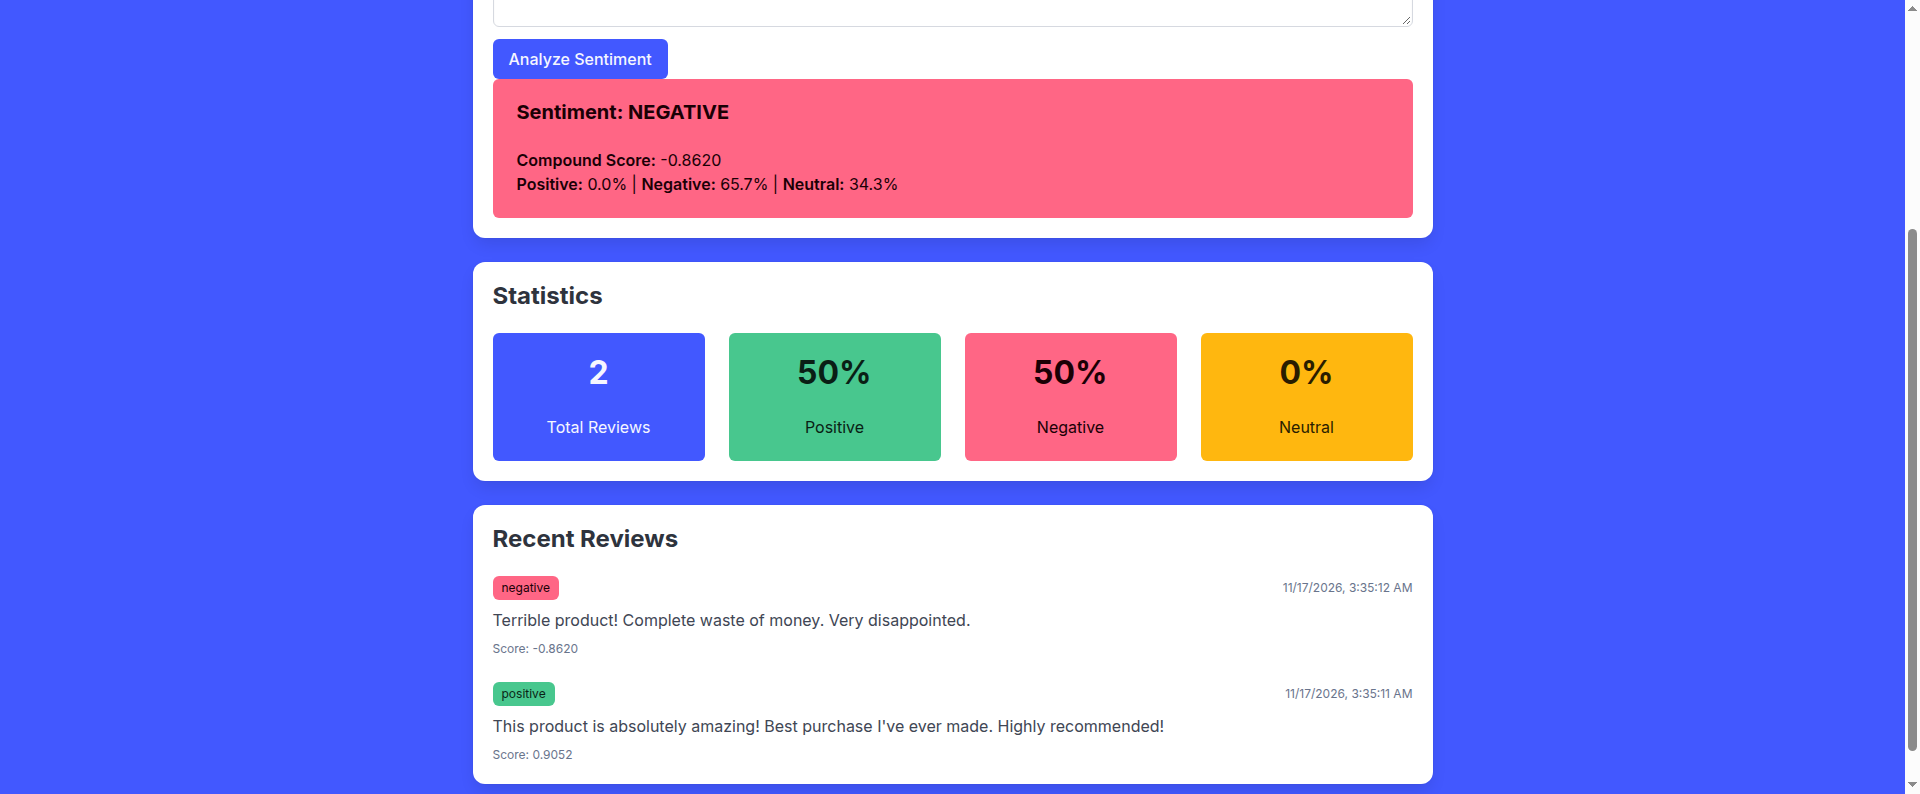 Analyze Sentiment
Sentiment: NEGATIVE
Compound Score: -0.8620
Positive: 0.0% | Negative: 65.7% | Neutral: 34.3%
Statistics
2
Total Reviews
50%
Positive
50%
Negative
0%
Neutral
Recent Reviews
negative 11/17/2026, 3:35:12 AM
Terrible product! Complete waste of money. Very disappointed.
Score: -0.8620
positive 11/17/2026, 3:35:11 AM
This product is absolutely amazing! Best purchase I've ever made. Highly recommended!
Score: 0.9052